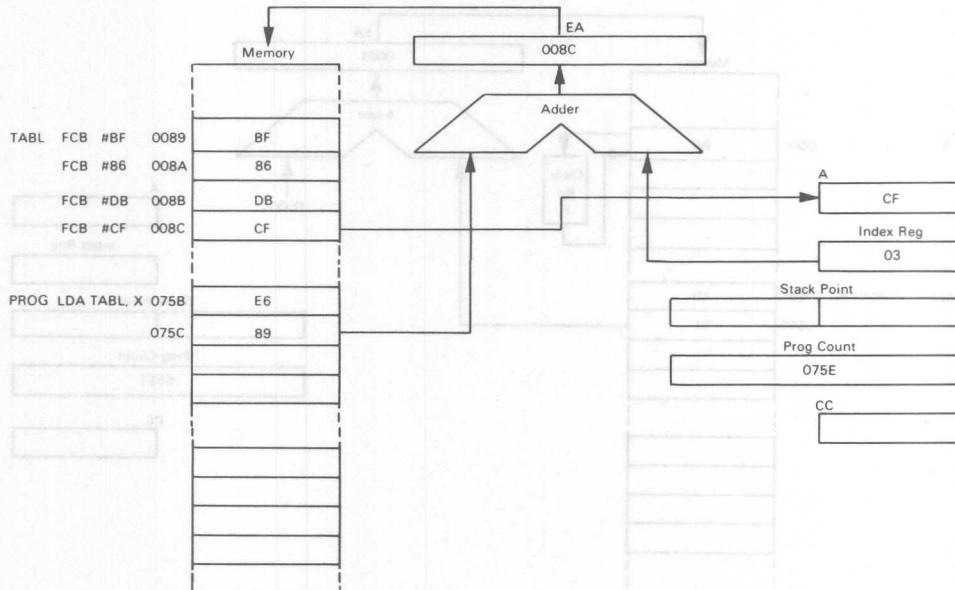 EA
008C
Memory
Adder
TABL FCB #BF 0089 BF
FCB #86 008A 86
FCB #DB 008B DB
FCB #CF 008C CF
A
CF
Index Reg
03
PROG LDA TABL, X 075B E6
075C 89
Stack Point
Prog Count
075E
CC